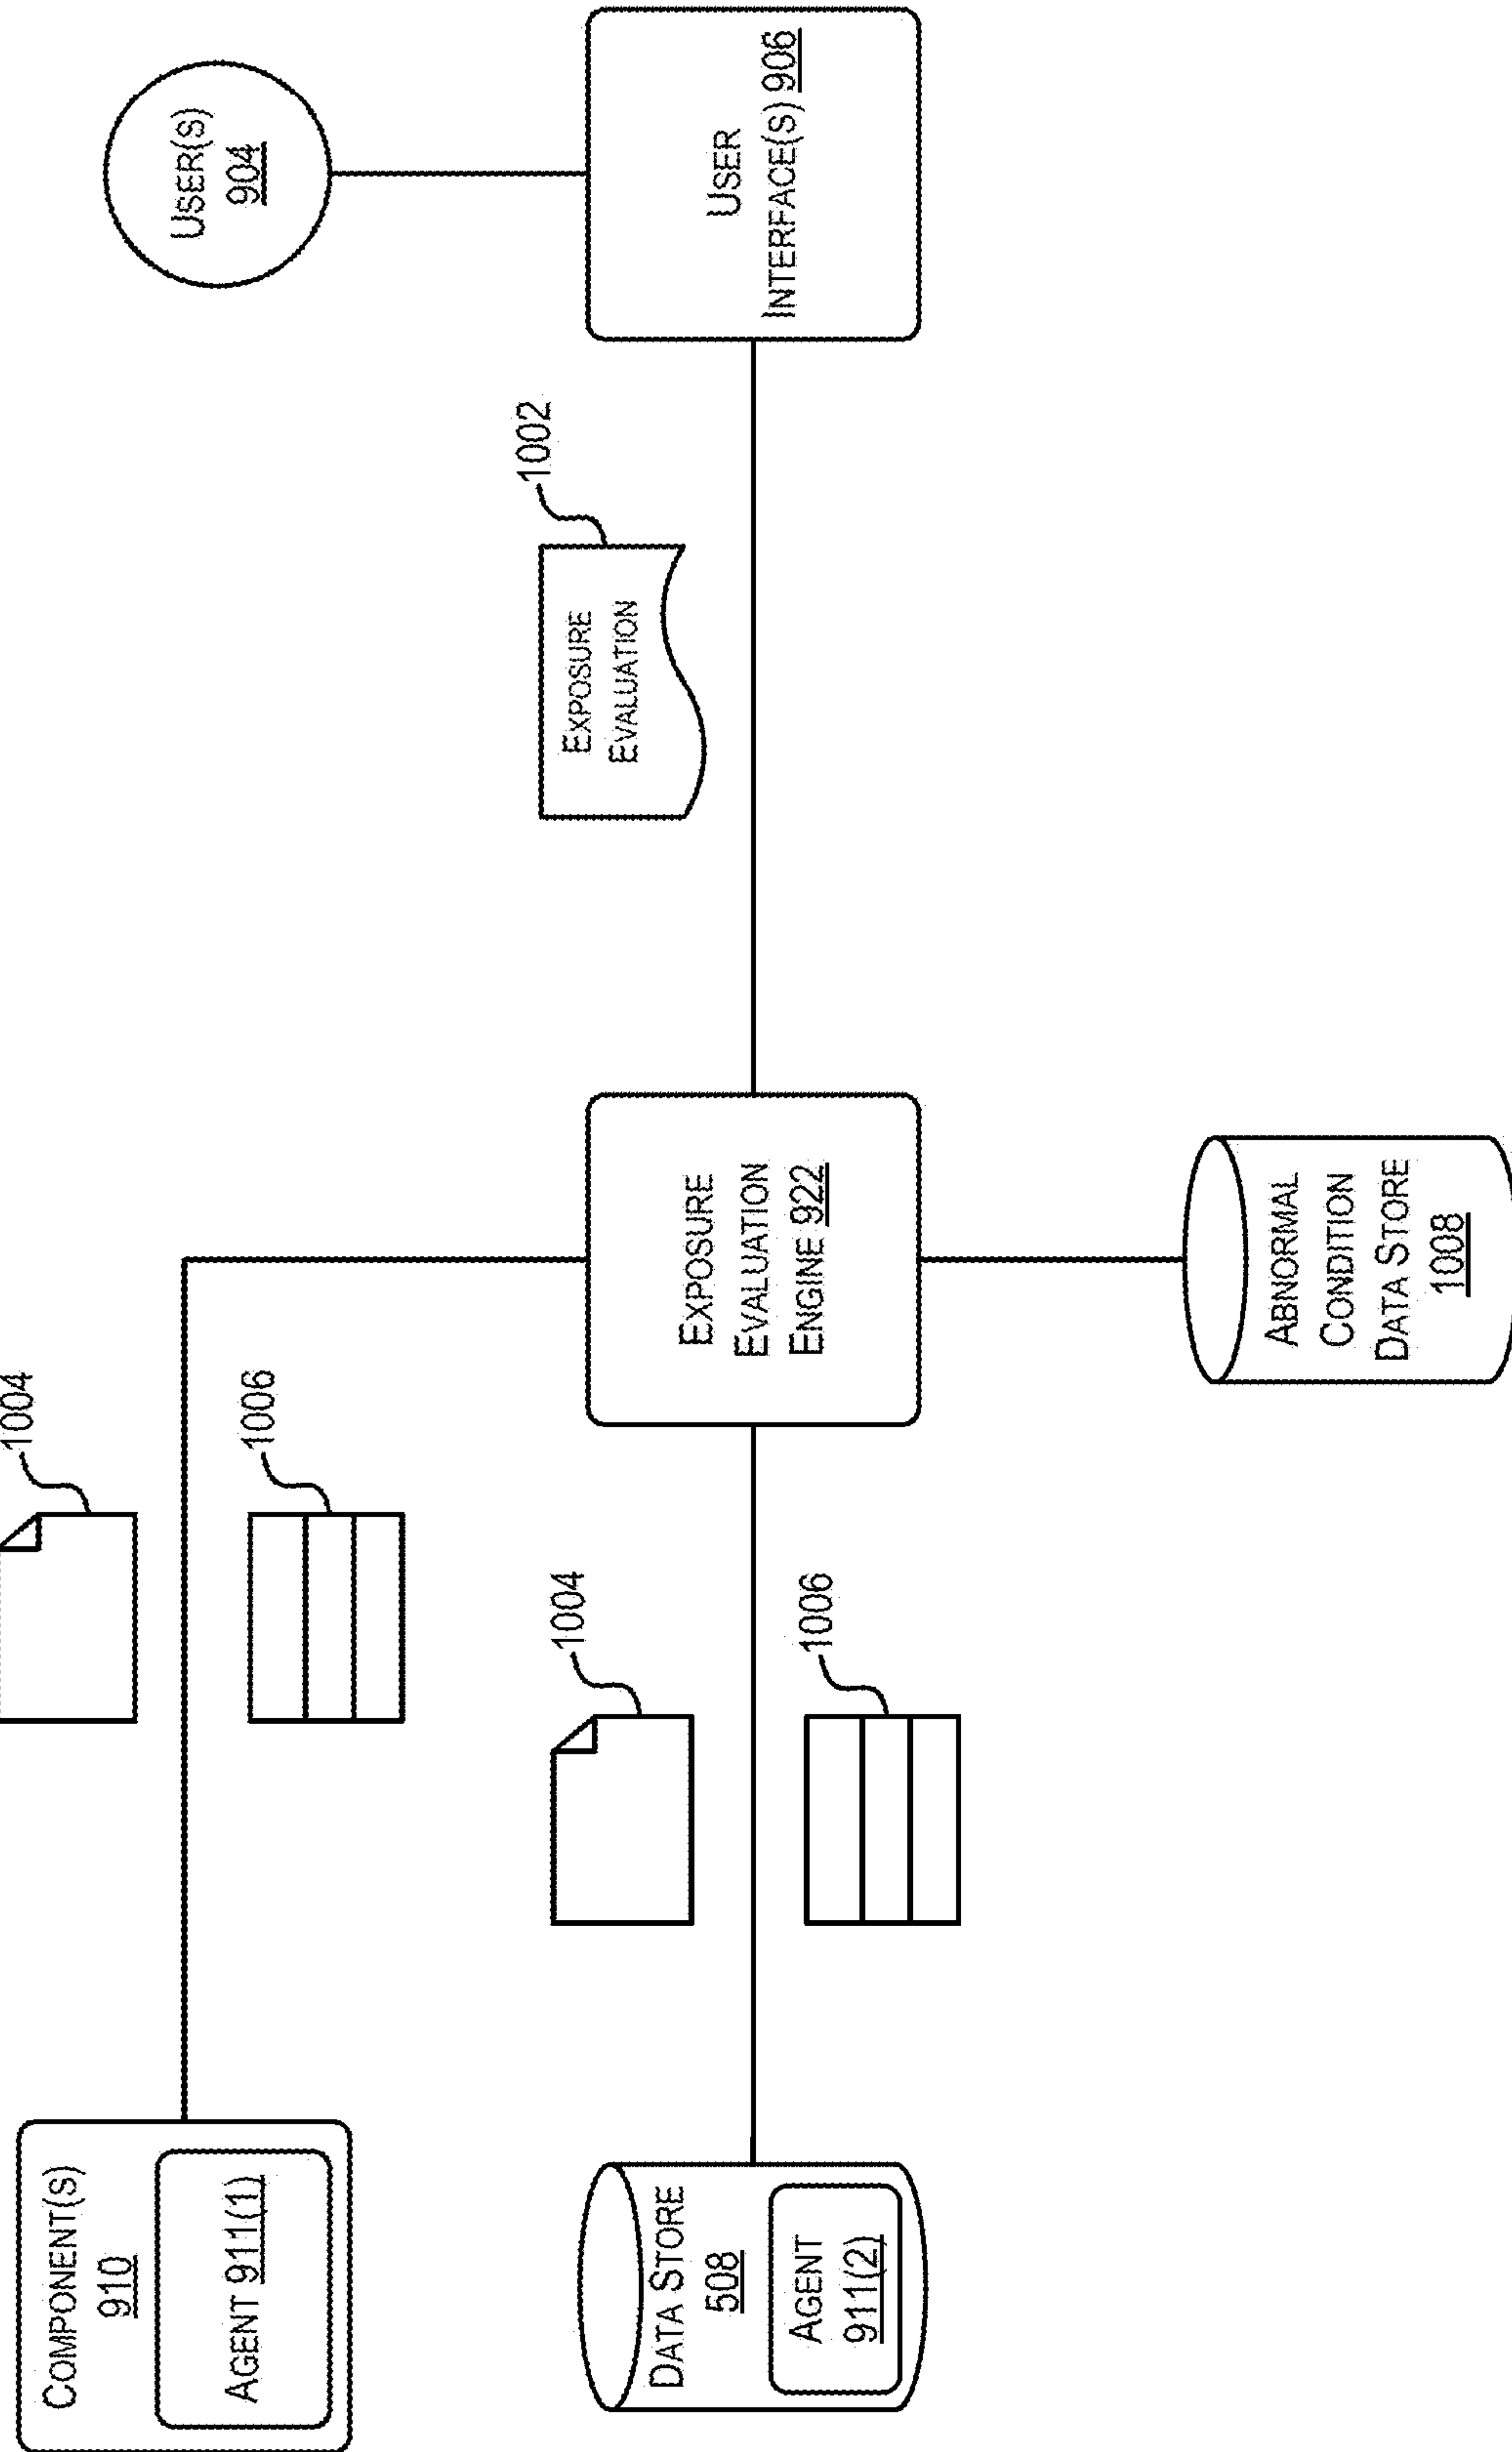 COMPONENT(S)
910
AGENT 911(1)
1004
1006
USER(S)
904
DATA STORE
508
AGENT
911(2)
1004
1006
EXPOSURE
EVALUATION
ENGINE 922
EXPOSURE
EVALUATION
1002
USER
INTERFACE(S) 906
ABNORMAL
CONDITION
DATA STORE
1008